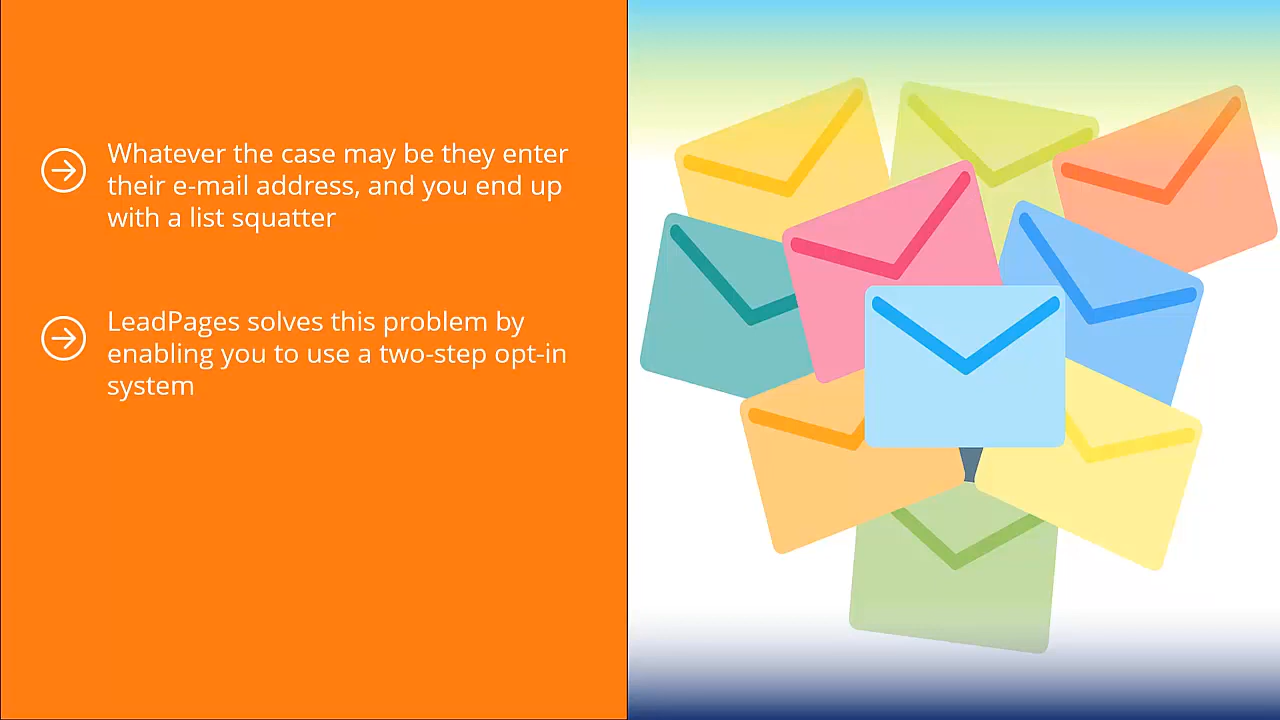 Whatever the case may be they enter
their e-mail address, and you end up
with a list squatter
LeadPages solves this problem by
enabling you to use a two-step opt-in
system